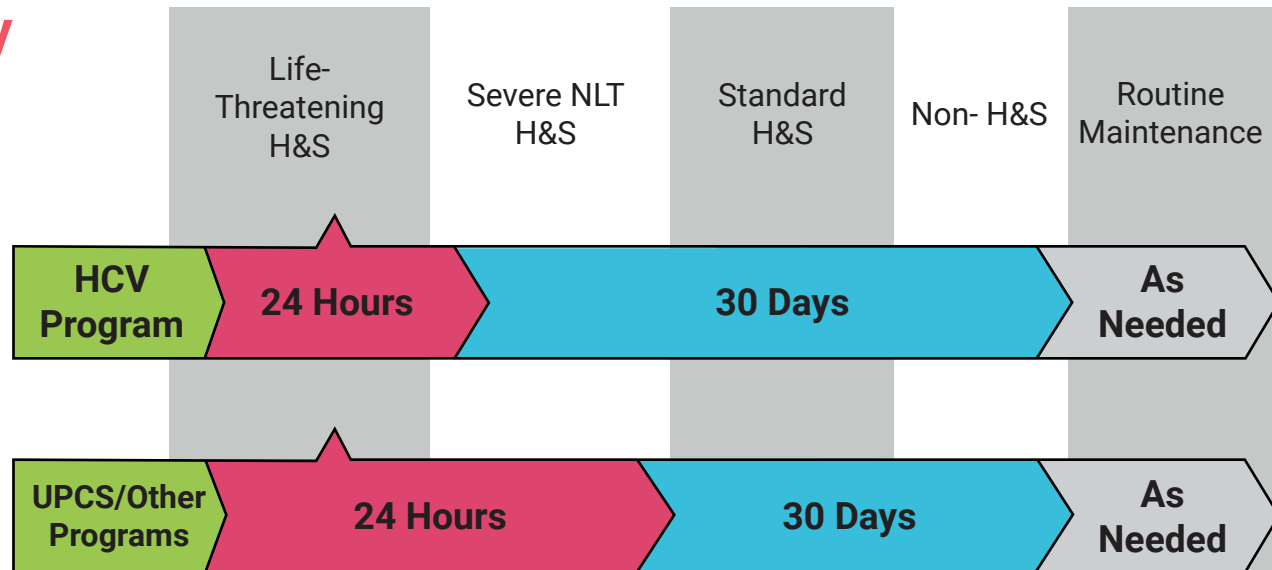 Life-
Threatening
H&S
Severe NLT
H&S
Standard
H&S
Non- H&S
Routine
Maintenance
HCV
Program
24 Hours
30 Days
As
Needed
UPCS/Other
Programs
24 Hours
30 Days
As
Needed